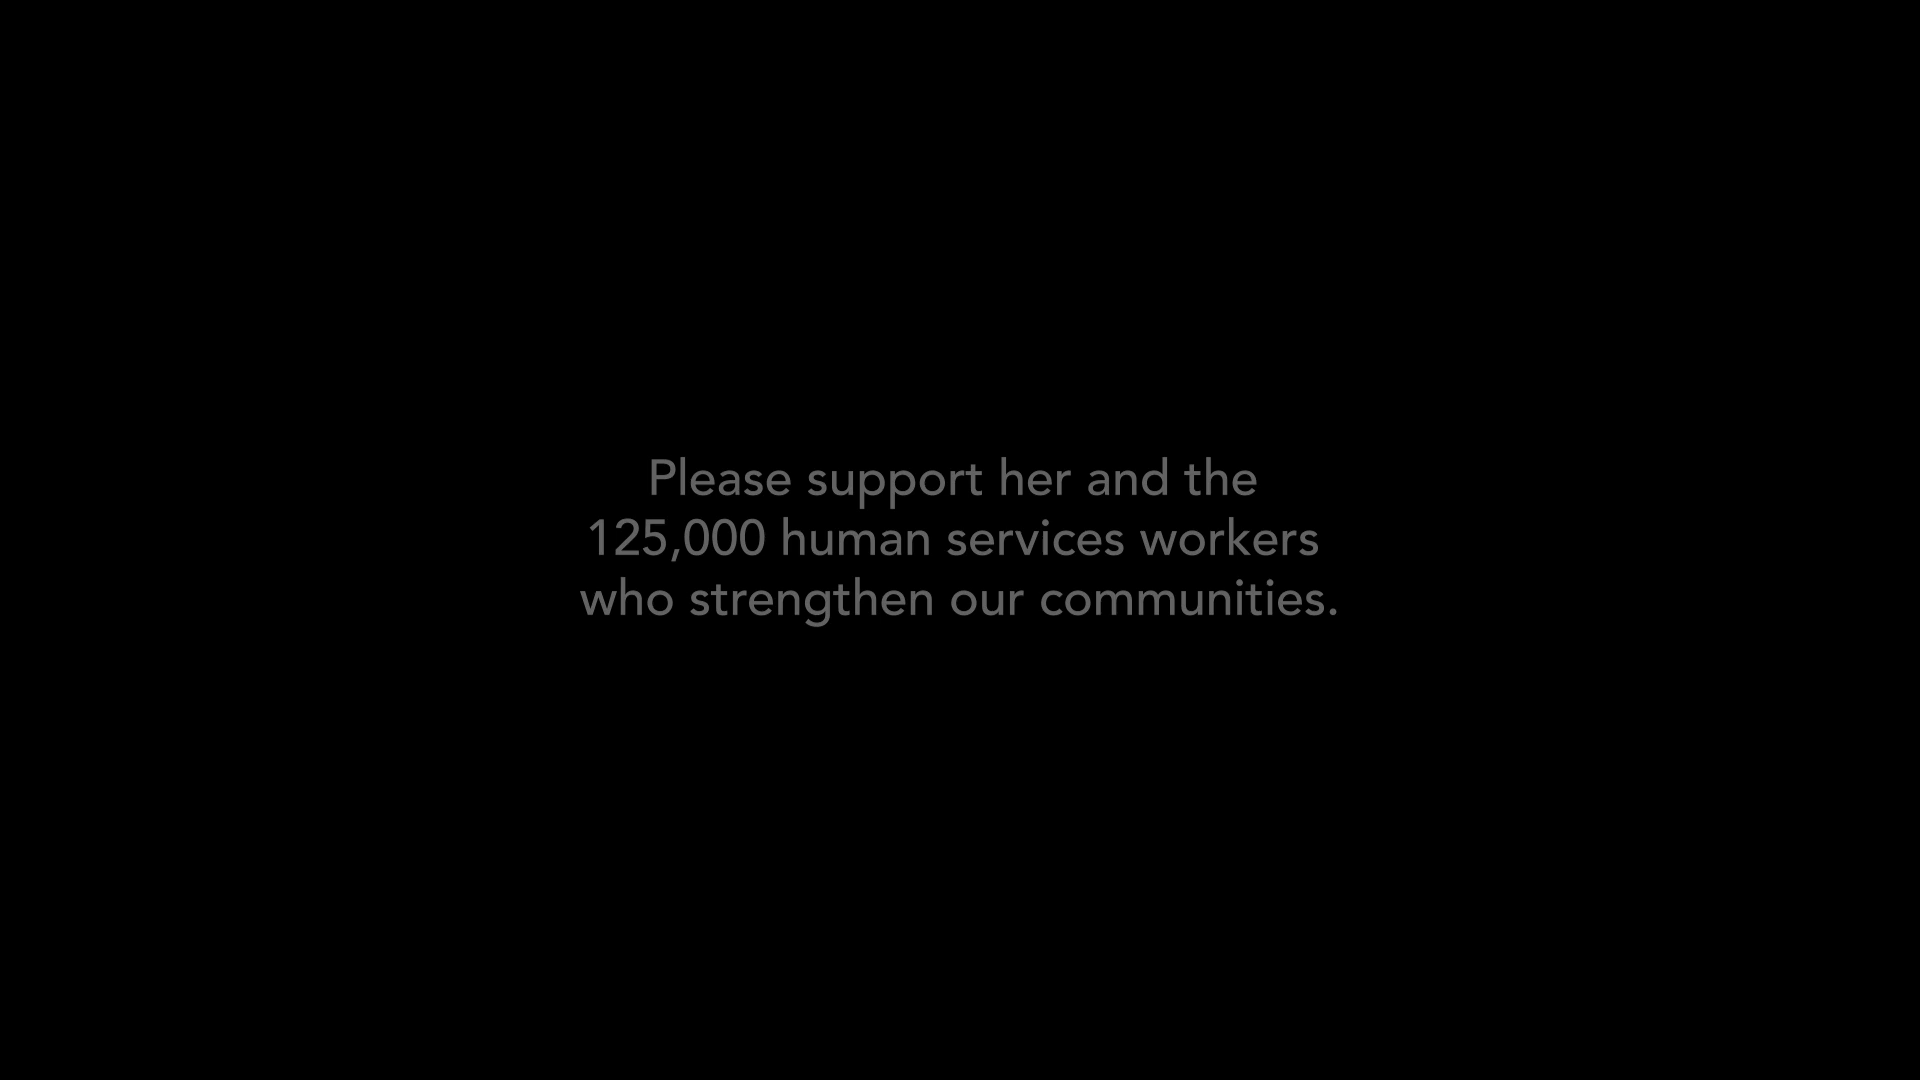 Please support her and the
125,000 human services workers
who strengthen our communities.